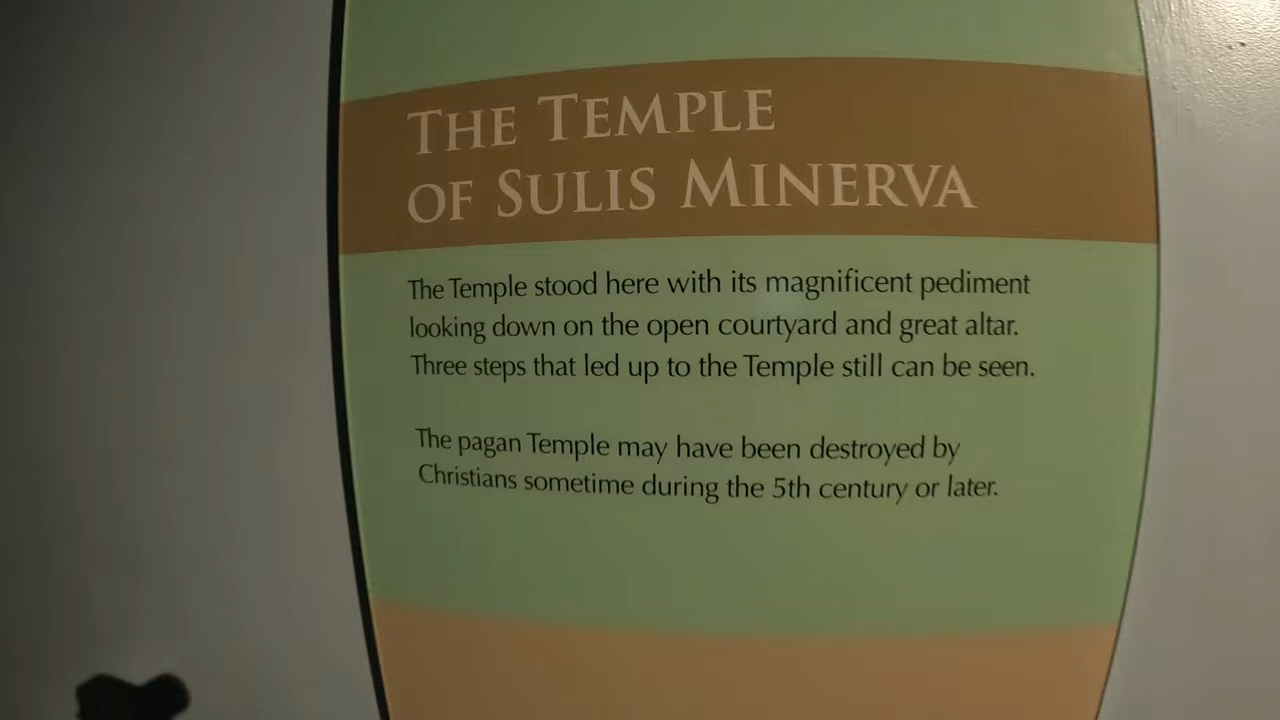 THE TEMPLE
OF SULIS MINERVA
The Temple stood here with its magnificent pediment
looking down on the open courtyard and great altar.
Three steps that led up to the Temple still can be seen.
The pagan Temple may have been destroyed by
Christians sometime during the 5th century or later.